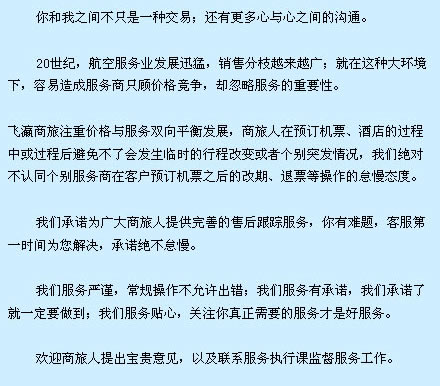 你和我之间不只是一种交易；还有更多心与心之间的沟通。
20世纪，航空服务业发展迅猛，销售分枝越来越广；就在这种大环境
下，容易造成服务商只顾价格竞争，却忽略服务的重要性。
飞瀛商旅注重价格与服务双向平衡发展，商旅人在预订机票、酒店的过程
中或过程后避免不了会发生临时的行程改变或者个别突发情况，我们绝对
不认同个别服务商在客户预订机票之后的改期、退票等操作的怠慢态度。
我们承诺为广大商旅人提供完善的售后跟踪服务，你有难题，客服第
一时间为您解决，承诺绝不怠慢。
我们服务严谨，常规操作不允许出错；我们服务有承诺，我们承诺了
就一定要做到；我们服务贴心，关注你真正需要的服务才是好服务。
欢迎商旅人提出宝贵意见，以及联系服务执行课监督服务工作。